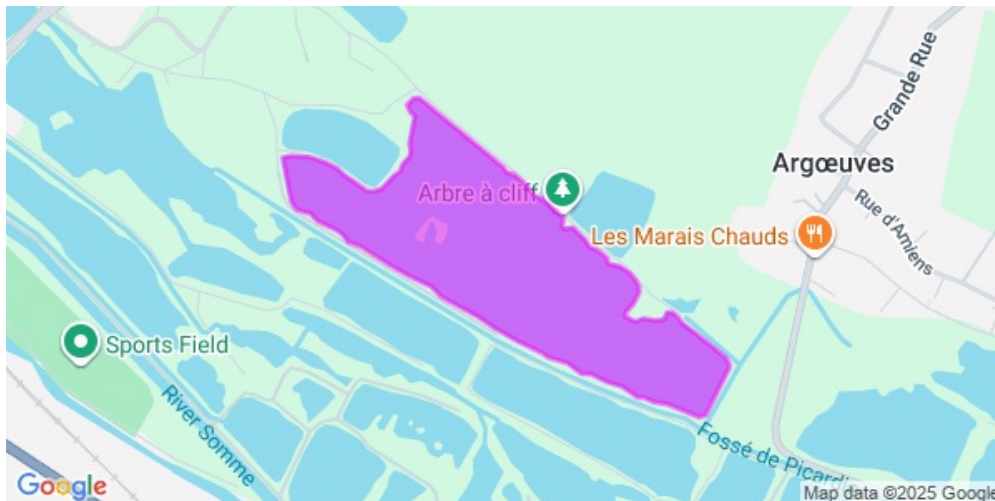 Grande Rue
Argœuves
Arbre à cliff
Rue d'Amiens
Les Marais Chauds
Sports Field
River Somme
Fossé de Picardie
Google
Map data ©2025 Google